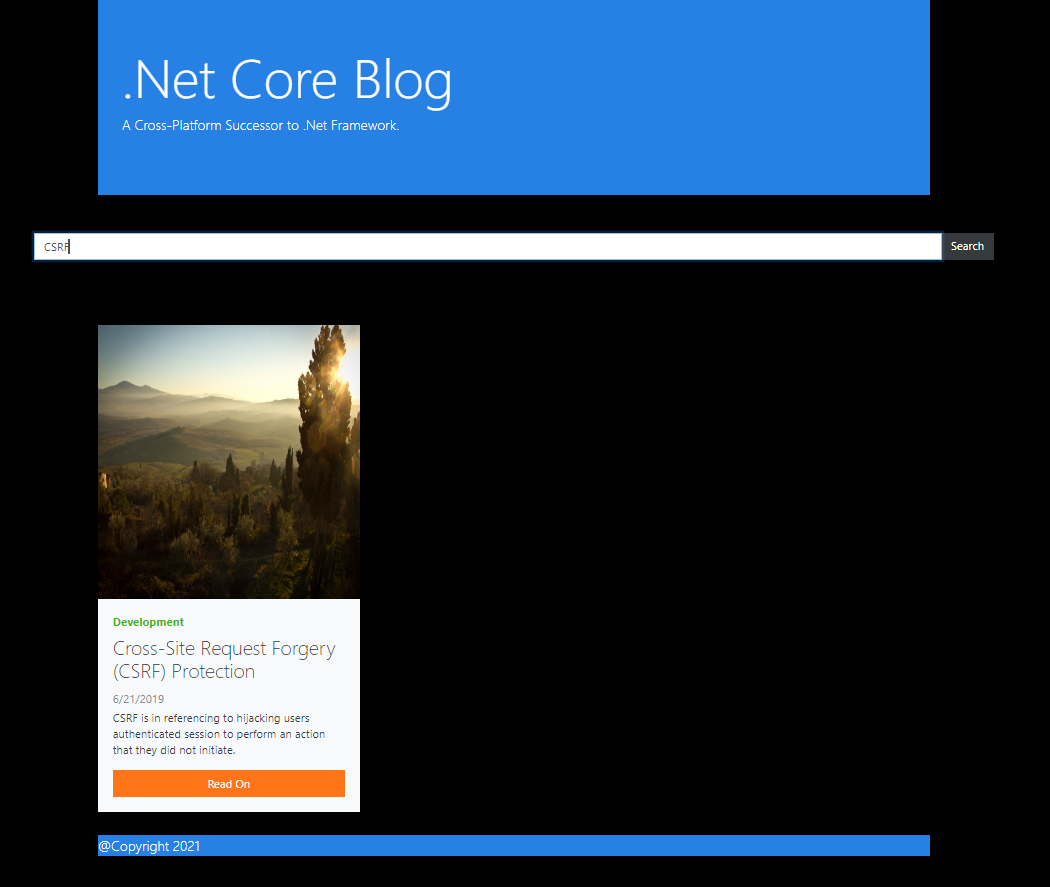 .Net Core Blog
A Cross-Platform Successor to .Net Framework.
CSRF
Search
Development
Cross-Site Request Forgery
(CSRF) Protection
6/21/2019
CSRF is in referencing to hijacking users
authenticated session to perform an action
that they did not initiate.
Read On
@Copyright 2021